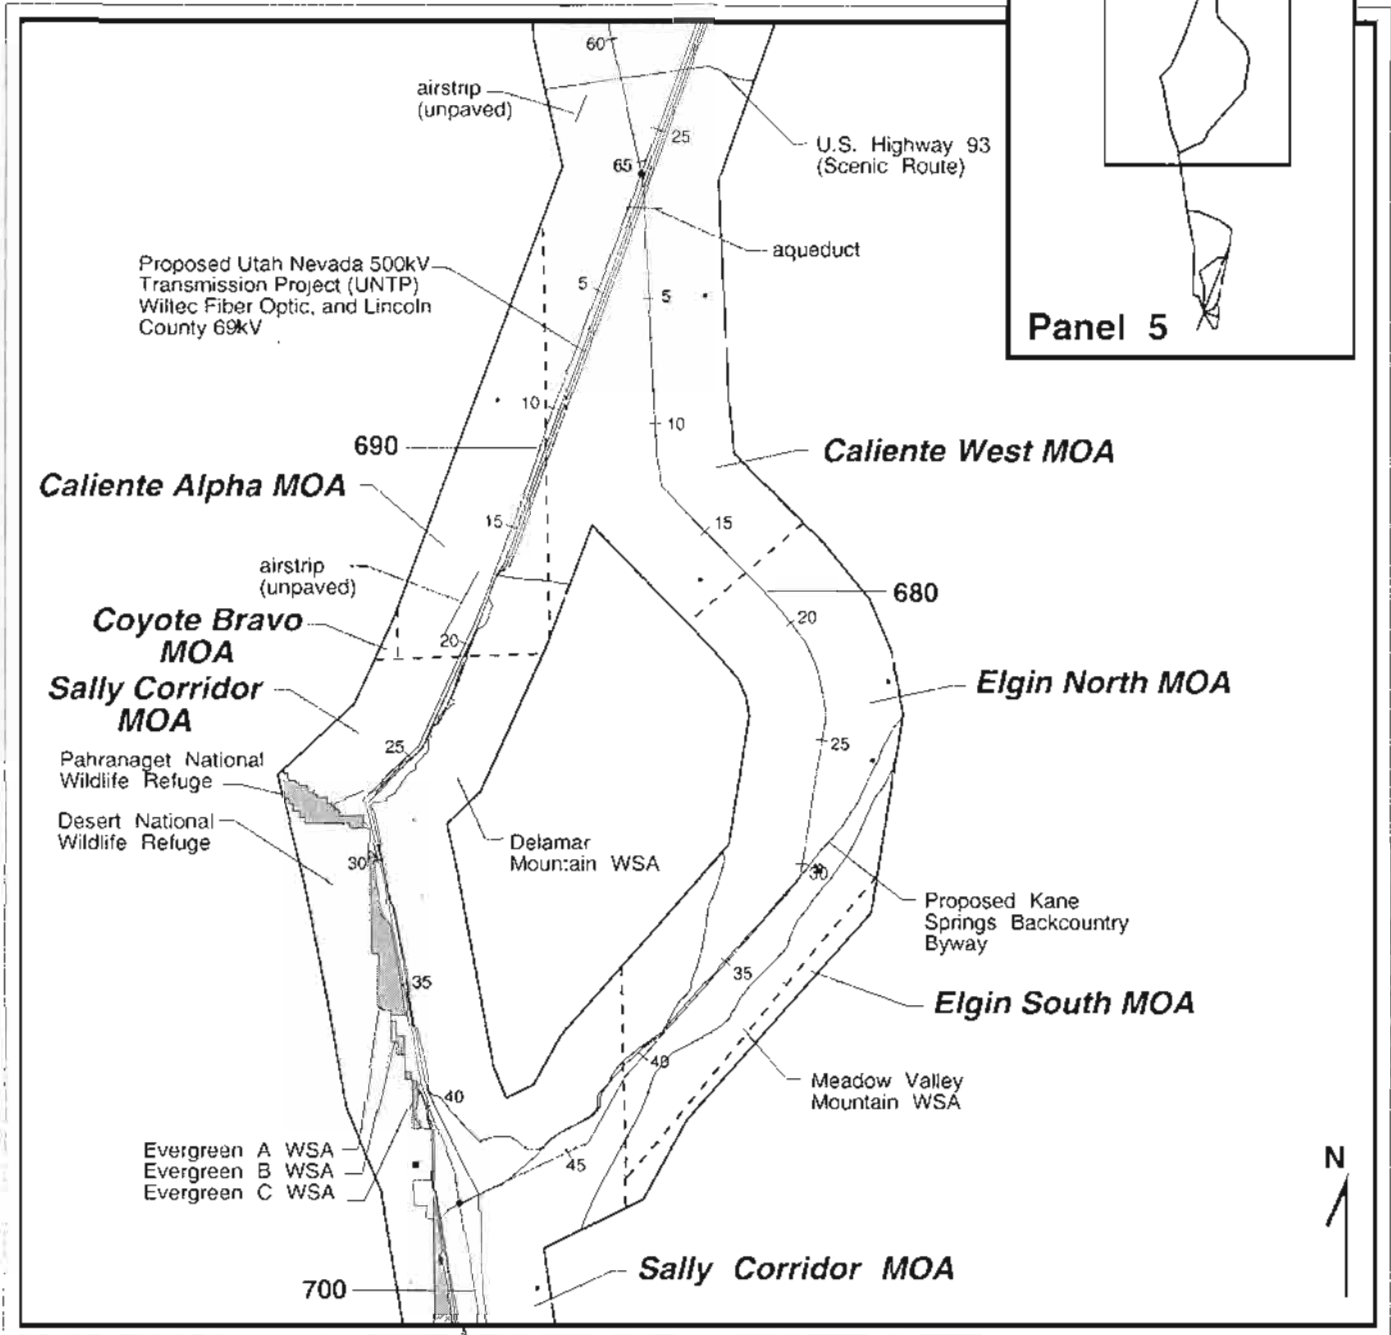 60
airstrip
(unpaved)
25
U.S. Highway 93
(Scenic Route)
65
aqueduct
Panel 5
Proposed Utah Nevada 500kV
Transmission Project (UNTP)
Wiltec Fiber Optic, and Lincoln
County 69kV
5
5
10
10
690
Caliente West MOA
Caliente Alpha MOA
15
15
airstrip
(unpaved)
680
Coyote Bravo
MOA
20
20
Sally Corridor
MOA
Elgin North MOA
25
25
Pahranaget National
Wildlife Refuge
Desert National
Wildlife Refuge
Delamar
Mountain WSA
30
30
Proposed Kane
Springs Backcountry
Byway
35
35
Elgin South MOA
40
40
Meadow Valley
Mountain WSA
Evergreen A WSA
Evergreen B WSA
Evergreen C WSA
45
N
Sally Corridor MOA
700